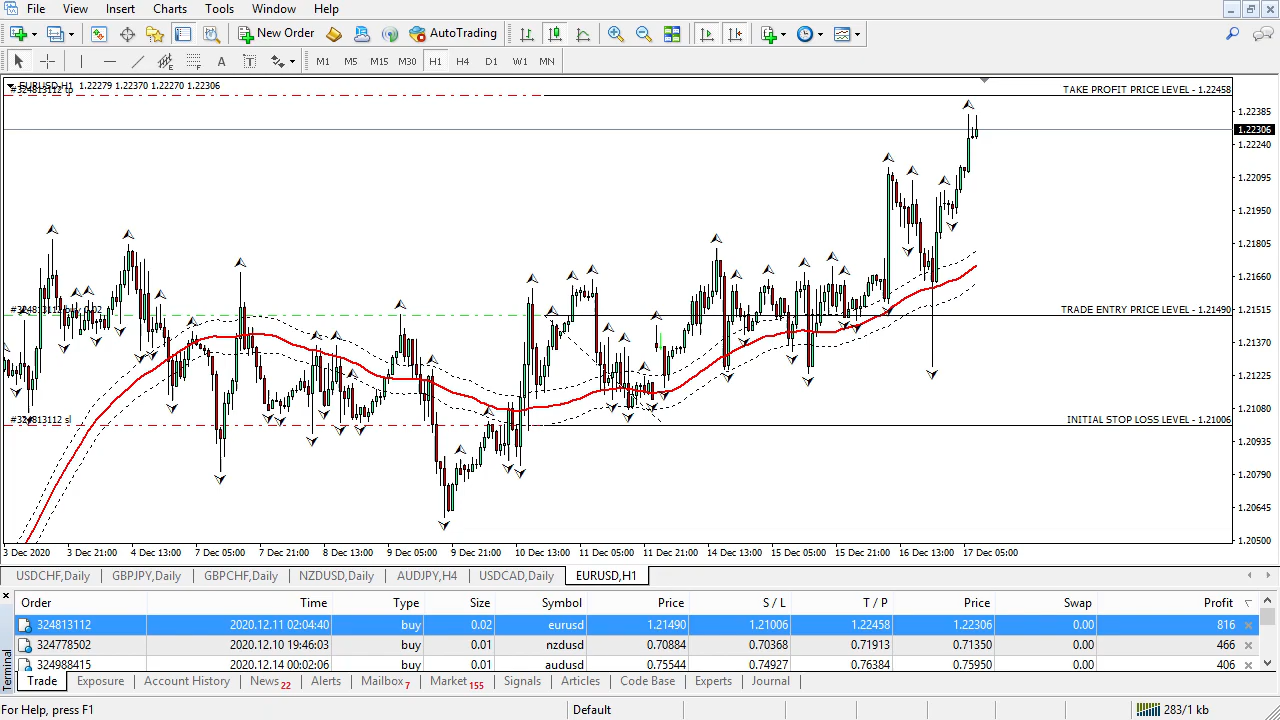 File View Insert Charts Tools Window Help
New Order AutoTrading
A T M1 M5 M15 M30 H1 H4 D1 W1 MN
EURUSD,H1 1.22279 1.22370 1.22270 1.22306
#324813112 tp
TAKE PROFIT PRICE LEVEL - 1.22458
1.22385
1.22306
1.22240
1.22095
1.21950
1.21805
1.21660
#324813112 buy 0.02
TRADE ENTRY PRICE LEVEL - 1.21490
1.21515
1.21370
1.21225
1.21080
#324813112 sl
INITIAL STOP LOSS LEVEL - 1.21006
1.20935
1.20790
1.20645
1.20500
3 Dec 2020 3 Dec 21:00 4 Dec 13:00 7 Dec 05:00 7 Dec 21:00 8 Dec 13:00 9 Dec 05:00 9 Dec 21:00 10 Dec 13:00 11 Dec 05:00 11 Dec 21:00 14 Dec 13:00 15 Dec 05:00 15 Dec 21:00 16 Dec 13:00 17 Dec 05:00
USDCHF,Daily GBPJPY,Daily GBPCHF,Daily NZDUSD,Daily AUDJPY,H4 USDCAD,Daily EURUSD,H1
Order Time Type Size Symbol Price S / L T / P Price Swap Profit
324813112 2020.12.11 02:04:40 buy 0.02 eurusd 1.21490 1.21006 1.22458 1.22306 0.00 816
324778502 2020.12.10 19:46:03 buy 0.01 nzdusd 0.70884 0.70368 0.71913 0.71350 0.00 466
324988415 2020.12.14 00:02:06 buy 0.01 audusd 0.75544 0.74927 0.76384 0.75950 0.00 406
Terminal
Trade Exposure Account History News 22 Alerts Mailbox 7 Market 155 Signals Articles Code Base Experts Journal
For Help, press F1 Default 283/1 kb